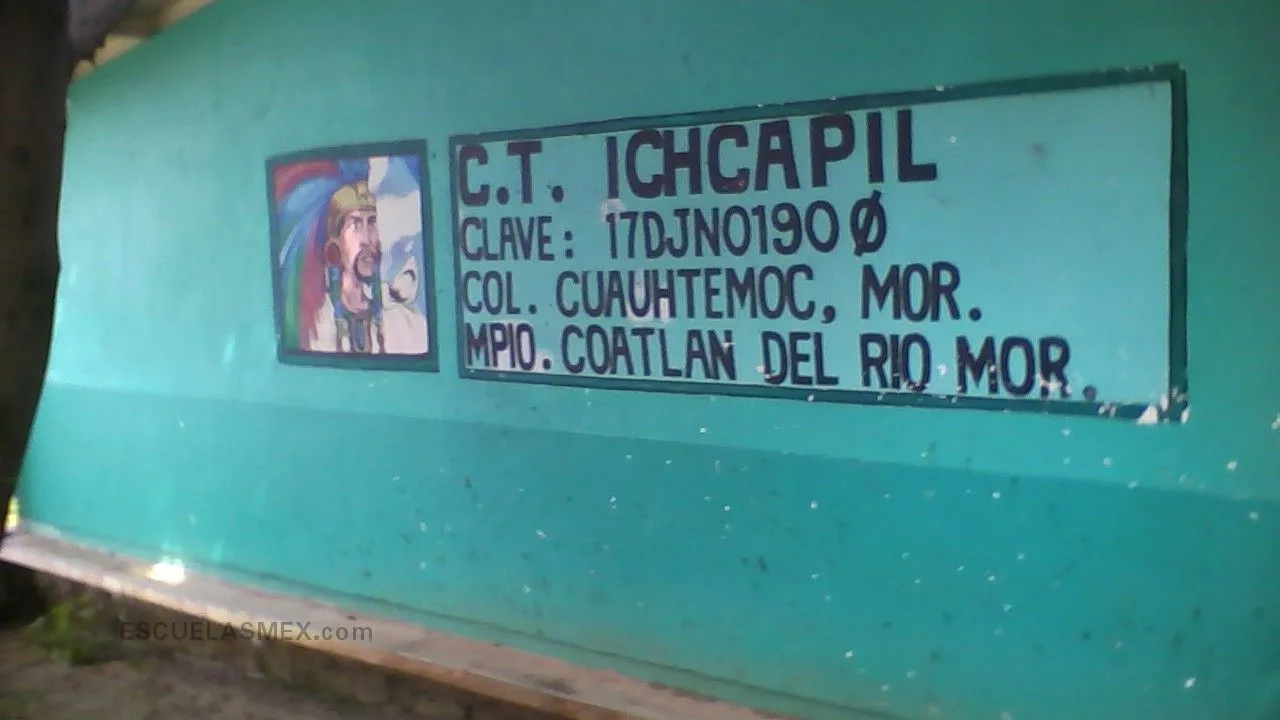 C.T. ICHCAPIL
CLAVE: 17DJN0190Ø
COL. CUAUHTEMOC, MOR.
MPIO. COATLAN DEL RIO MOR.
ESCUELASMEX.com